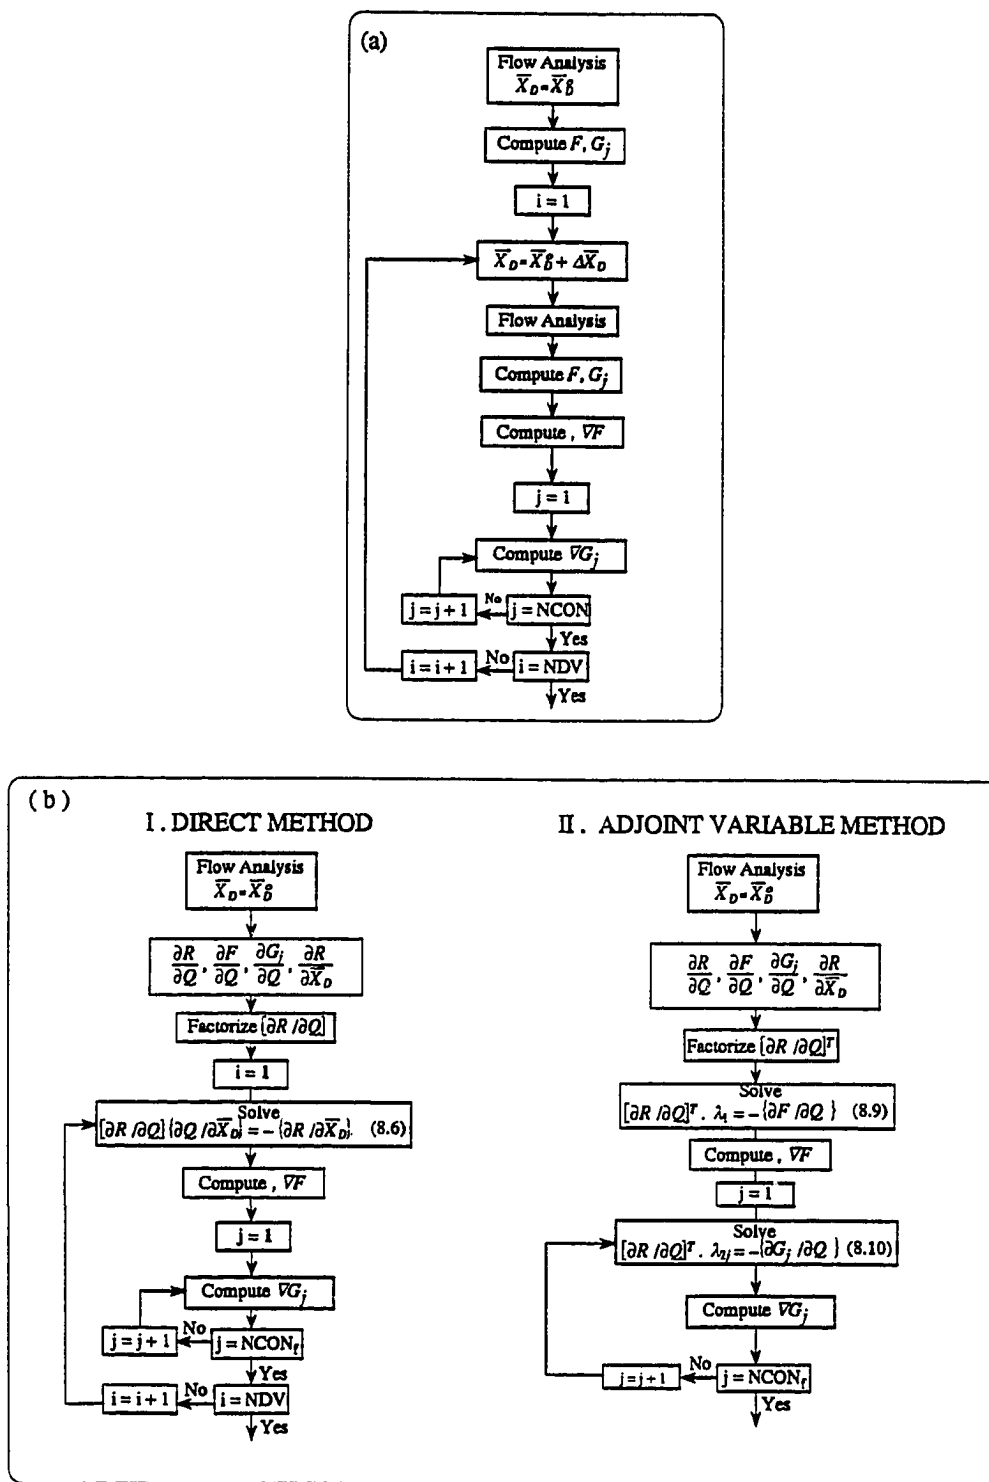 (a)
Flow Analysis
X̅_D = X̅_D^o
Compute F, G_j
i = 1
X̅_D = X̅_D^o + ΔX̅_D
Flow Analysis
Compute F, G_j
Compute , ∇F
j = 1
Compute ∇G_j
j = j + 1 No j = NCON
Yes
i = i + 1 No i = NDV
Yes
(b)
I . DIRECT METHOD
Flow Analysis
X̅_D = X̅_D^o
∂R/∂Q , ∂F/∂Q , ∂G_j/∂Q , ∂R/∂X̅_D
Factorize [∂R /∂Q]
i = 1
Solve
[∂R /∂Q] {∂Q /∂X̅_Di} = – {∂R /∂X̅_Di}. (8.6)
Compute , ∇F
j = 1
Compute ∇G_j
j = j + 1 No j = NCON_f
Yes
i = i + 1 No i = NDV
Yes
II . ADJOINT VARIABLE METHOD
Flow Analysis
X̅_D = X̅_D^o
∂R/∂Q , ∂F/∂Q , ∂G_j/∂Q , ∂R/∂X̅_D
Factorize [∂R /∂Q]^T
Solve
[∂R /∂Q]^T . λ_1 = – {∂F /∂Q } (8.9)
Compute , ∇F
j = 1
Solve
[∂R /∂Q]^T . λ_2j = – {∂G_j /∂Q } (8.10)
Compute ∇G_j
j = j + 1 No j = NCON_f
Yes